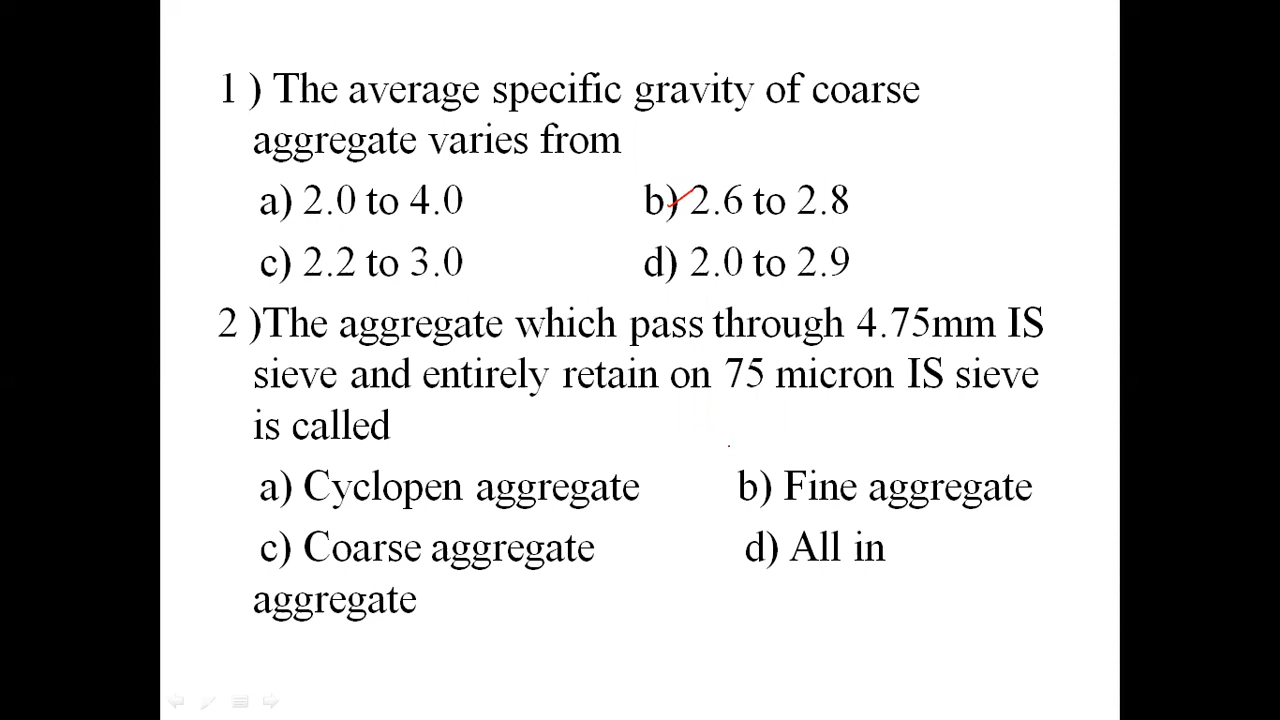 1 ) The average specific gravity of coarse
aggregate varies from
a) 2.0 to 4.0 b) 2.6 to 2.8
c) 2.2 to 3.0 d) 2.0 to 2.9
2 )The aggregate which pass through 4.75mm IS
sieve and entirely retain on 75 micron IS sieve
is called
a) Cyclopen aggregate b) Fine aggregate
c) Coarse aggregate d) All in
aggregate